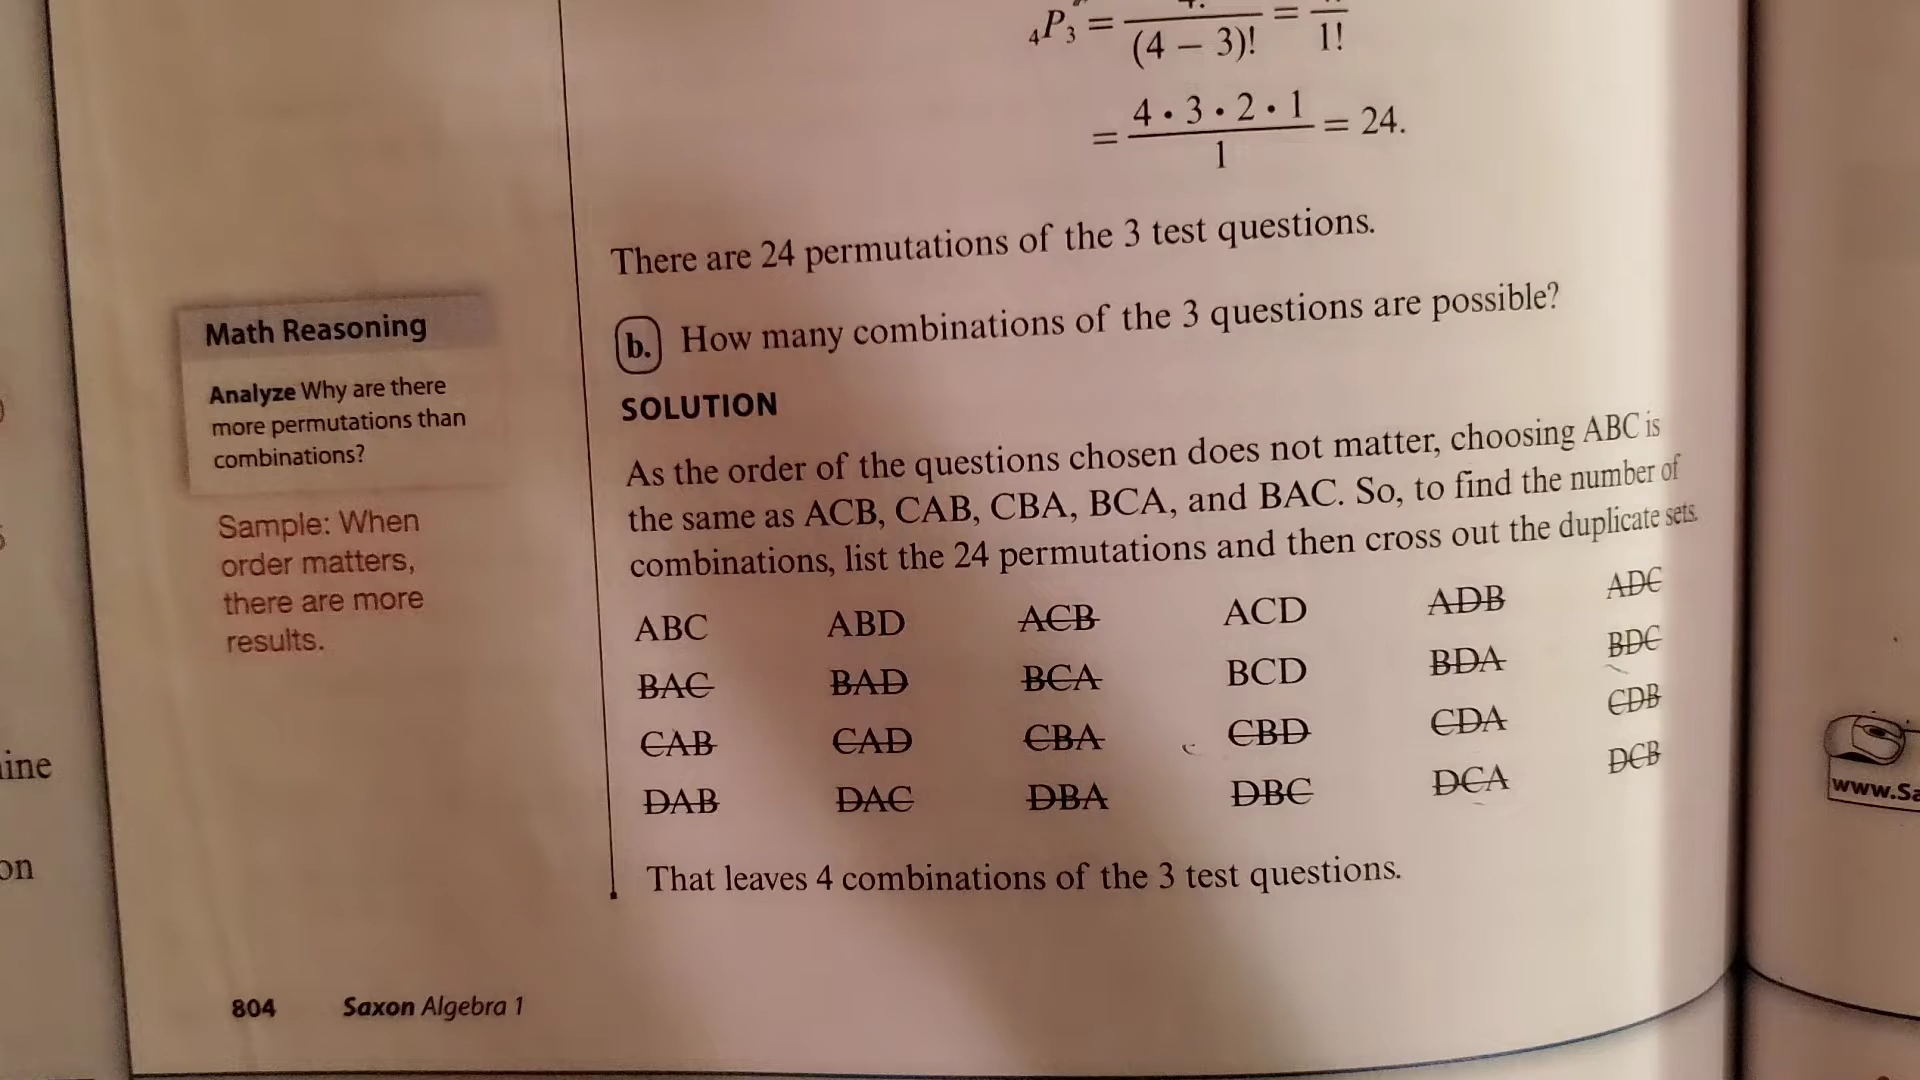 ₄P₃ = 4! / (4 − 3)! = / 1!
= 4 · 3 · 2 · 1 / 1 = 24.
There are 24 permutations of the 3 test questions.
b. How many combinations of the 3 questions are possible?
SOLUTION
As the order of the questions chosen does not matter, choosing ABC is
the same as ACB, CAB, CBA, BCA, and BAC. So, to find the number of
combinations, list the 24 permutations and then cross out the duplicate sets.
ABC ABD ACB ACD ADB ADC
BAC BAD BCA BCD BDA BDC
CAB CAD CBA CBD CDA CDB
DAB DAC DBA DBC DCA DCB
That leaves 4 combinations of the 3 test questions.
Math Reasoning
Analyze Why are there
more permutations than
combinations?
Sample: When
order matters,
there are more
results.
804 Saxon Algebra 1
ine
on
www.Sa